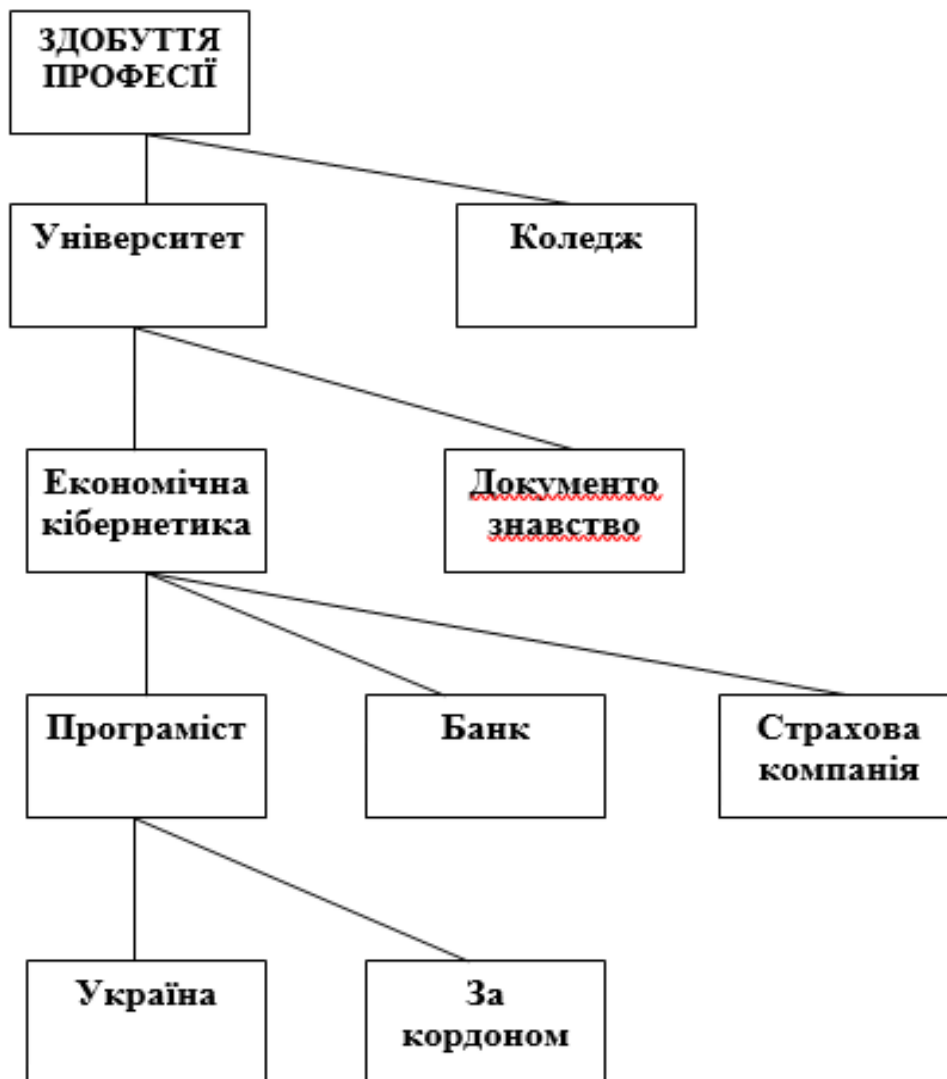 ЗДОБУТТЯ
ПРОФЕСІЇ
Університет
Коледж
Економічна
кібернетика
Документо
знавство
Програміст
Банк
Страхова
компанія
Україна
За
кордоном